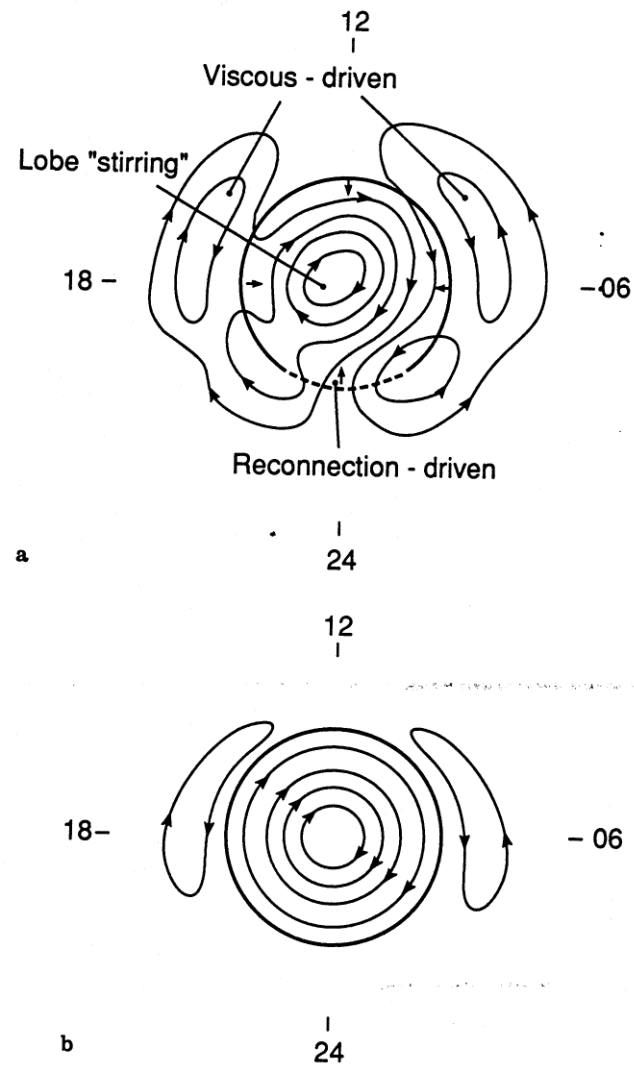 12
Viscous - driven
Lobe "stirring"
18 –
–06
Reconnection - driven
a
24
12
18–
– 06
b
24